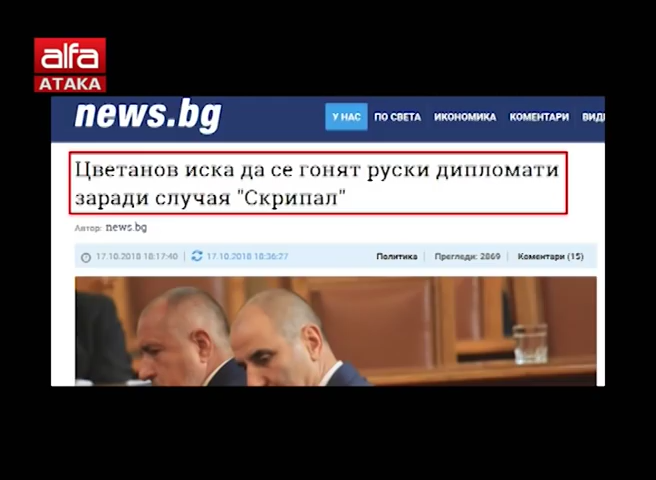 alfa
АТАКА
news.bg
У НАС ПО СВЕТА ИКОНОМИКА КОМЕНТАРИ
Цветанов иска да се гонят руски дипломати
заради случая "Скрипал"
Автор: news.bg
17.10.2018 18:17:40 17.10.2018 18:36:27 Политика Прегледи: 2869 Коментари (15)